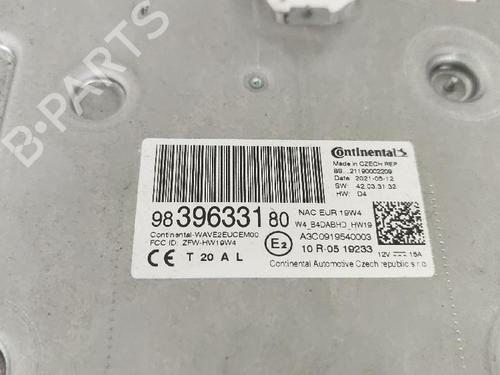 B-PARTS
Continental
Made in CZECH REP
89...21190002209
Date: 2021-05-12
SW: 42.03.31.32
HW: D4
98 396331 80
NAC EUR 19W4
W4_B4DABHD_HW19
Continental-WAVE2EUCEM00
FCC ID: ZFW-HW19W4
A3C0919540003
CE T 20 A L
E2
10 R-05 19233
12V 15A
Continental Automotive Czech republic s.r.o.